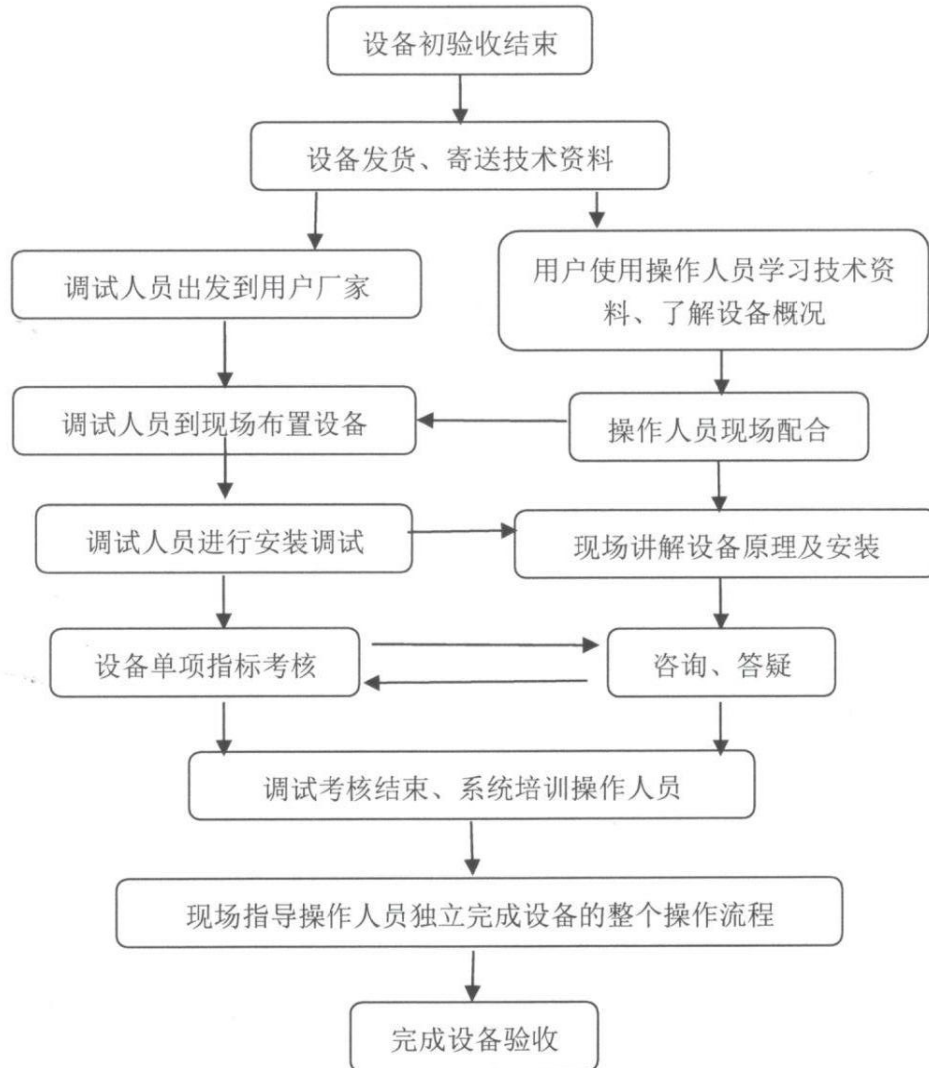 设备初验收结束
设备发货、寄送技术资料
调试人员出发到用户厂家
用户使用操作人员学习技术资
料、了解设备概况
调试人员到现场布置设备
操作人员现场配合
调试人员进行安装调试
现场讲解设备原理及安装
设备单项指标考核
咨询、答疑
调试考核结束、系统培训操作人员
现场指导操作人员独立完成设备的整个操作流程
完成设备验收